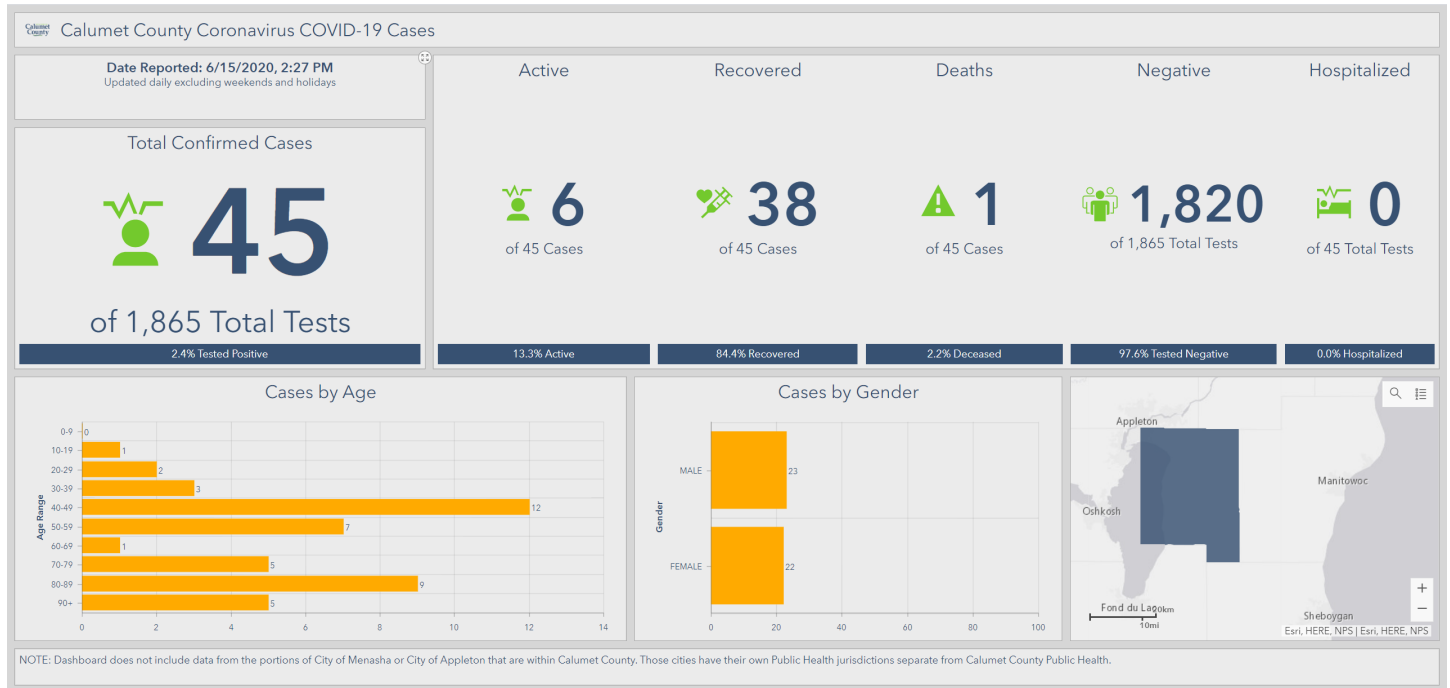 Calumet
County
Calumet County Coronavirus COVID-19 Cases
Date Reported: 6/15/2020, 2:27 PM
Updated daily excluding weekends and holidays
Total Confirmed Cases
45
of 1,865 Total Tests
2.4% Tested Positive
Active
6
of 45 Cases
13.3% Active
Recovered
38
of 45 Cases
84.4% Recovered
Deaths
1
of 45 Cases
2.2% Deceased
Negative
1,820
of 1,865 Total Tests
97.6% Tested Negative
Hospitalized
0
of 45 Total Tests
0.0% Hospitalized
Cases by Age
Age Range
0-9 0
10-19 1
20-29 2
30-39 3
40-49 12
50-59 7
60-69 1
70-79 5
80-89 9
90+ 5
0 2 4 6 8 10 12 14
Cases by Gender
Gender
MALE 23
FEMALE 22
0 20 40 60 80 100
Appleton
Manitowoc
Oshkosh
Fond du Lac
20km
10mi
Sheboygan
+
−
Esri, HERE, NPS | Esri, HERE, NPS
NOTE: Dashboard does not include data from the portions of City of Menasha or City of Appleton that are within Calumet County. Those cities have their own Public Health jurisdictions separate from Calumet County Public Health.